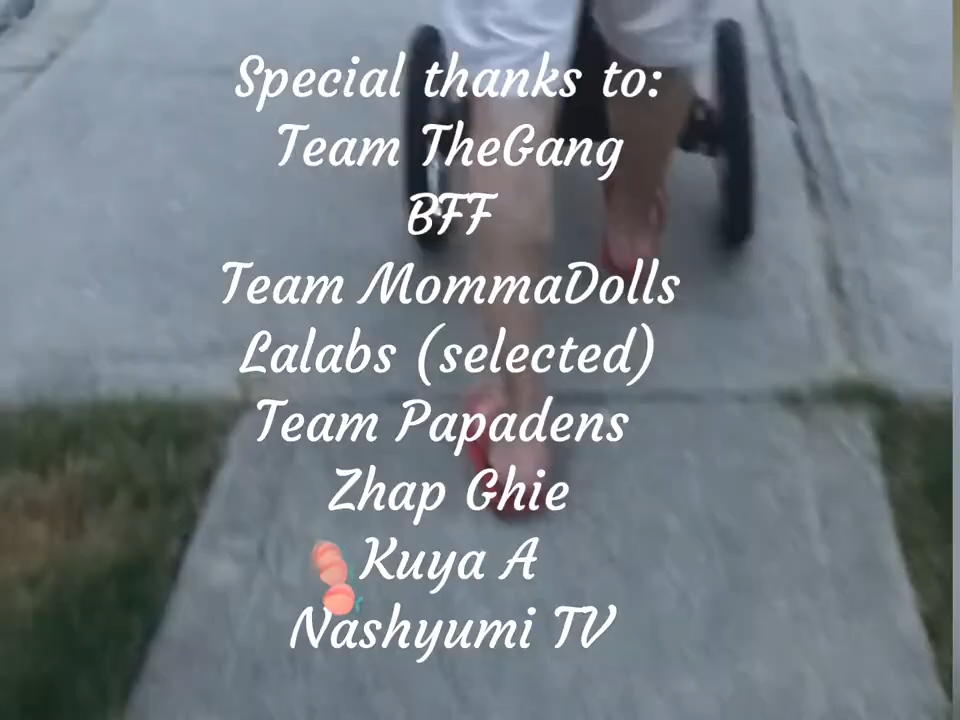 Special thanks to:
Team TheGang
BFF
Team MommaDolls
Lalabs (selected)
Team Papadens
Zhap Ghie
Kuya A
Nashyumi TV